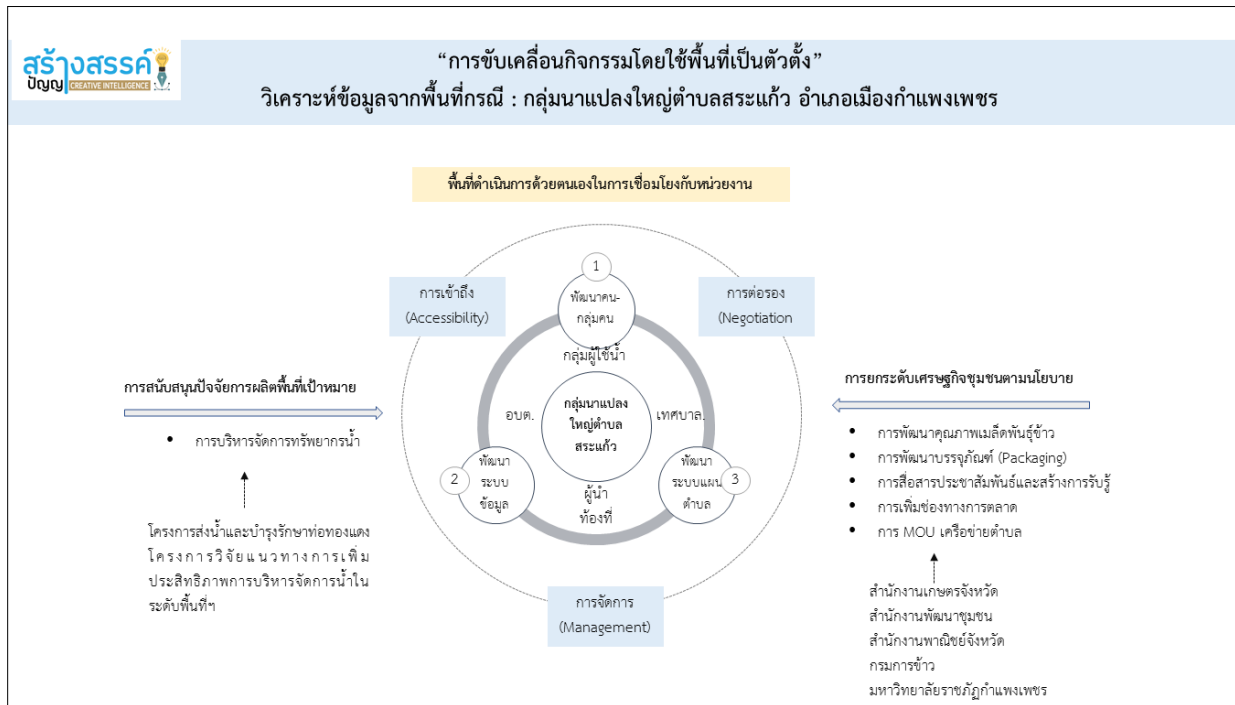 สร้างสรรค์
ปัญญา CREATIVE INTELLIGENCE
“การขับเคลื่อนกิจกรรมโดยใช้พื้นที่เป็นตัวตั้ง”
วิเคราะห์ข้อมูลจากพื้นที่กรณี : กลุ่มนาแปลงใหญ่ตำบลสระแก้ว อำเภอเมืองกำแพงเพชร
พื้นที่ดำเนินการด้วยตนเองในการเชื่อมโยงกับหน่วยงาน
การเข้าถึง
(Accessibility)
1
พัฒนาคน-
กลุ่มคน
การต่อรอง
(Negotiation
กลุ่มผู้ใช้น้ำ
อบต.
กลุ่มนาแปลง
ใหญ่ตำบล
สระแก้ว
เทศบาล.
2
พัฒนา
ระบบ
ข้อมูล
ผู้นำ
ท้องที่
พัฒนา
ระบบแผน
ตำบล
3
การจัดการ
(Management)
การสนับสนุนปัจจัยการผลิตพื้นที่เป้าหมาย
• การบริหารจัดการทรัพยากรน้ำ
โครงการส่งน้ำและบำรุงรักษาท่อทองแดง
โครงการวิจัยแนวทางการเพิ่ม
ประสิทธิภาพการบริหารจัดการน้ำใน
ระดับพื้นที่ฯ
การยกระดับเศรษฐกิจชุมชนตามนโยบาย
• การพัฒนาคุณภาพเมล็ดพันธุ์ข้าว
• การพัฒนาบรรจุภัณฑ์ (Packaging)
• การสื่อสารประชาสัมพันธ์และสร้างการรับรู้
• การเพิ่มช่องทางการตลาด
• การ MOU เครือข่ายตำบล
สำนักงานเกษตรจังหวัด
สำนักงานพัฒนาชุมชน
สำนักงานพาณิชย์จังหวัด
กรมการข้าว
มหาวิทยาลัยราชภัฏกำแพงเพชร